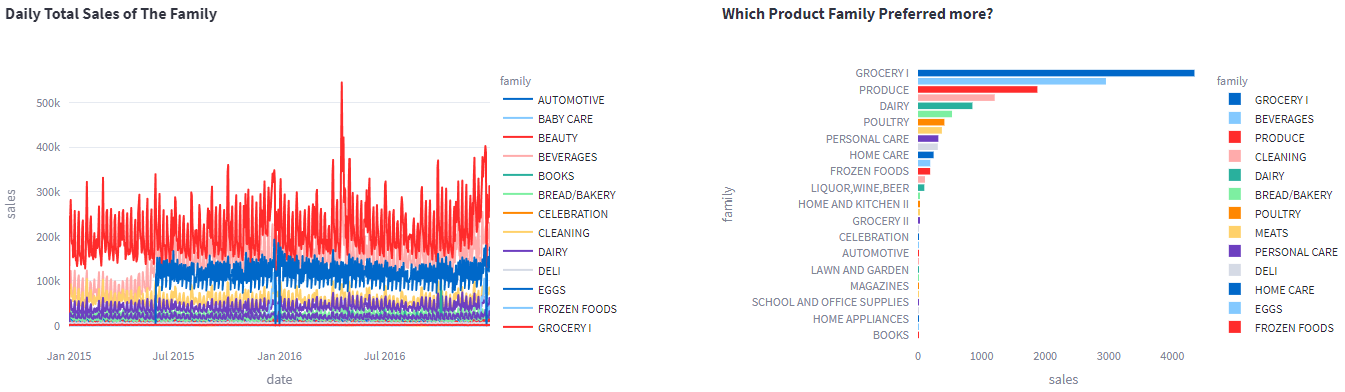 Daily Total Sales of The Family
sales
500k
400k
300k
200k
100k
0
Jan 2015
Jul 2015
Jan 2016
Jul 2016
date
family
AUTOMOTIVE
BABY CARE
BEAUTY
BEVERAGES
BOOKS
BREAD/BAKERY
CELEBRATION
CLEANING
DAIRY
DELI
EGGS
FROZEN FOODS
GROCERY I
Which Product Family Preferred more?
family
GROCERY I
PRODUCE
DAIRY
POULTRY
PERSONAL CARE
HOME CARE
FROZEN FOODS
LIQUOR,WINE,BEER
HOME AND KITCHEN II
GROCERY II
CELEBRATION
AUTOMOTIVE
LAWN AND GARDEN
MAGAZINES
SCHOOL AND OFFICE SUPPLIES
HOME APPLIANCES
BOOKS
0
1000
2000
3000
4000
sales
family
GROCERY I
BEVERAGES
PRODUCE
CLEANING
DAIRY
BREAD/BAKERY
POULTRY
MEATS
PERSONAL CARE
DELI
HOME CARE
EGGS
FROZEN FOODS